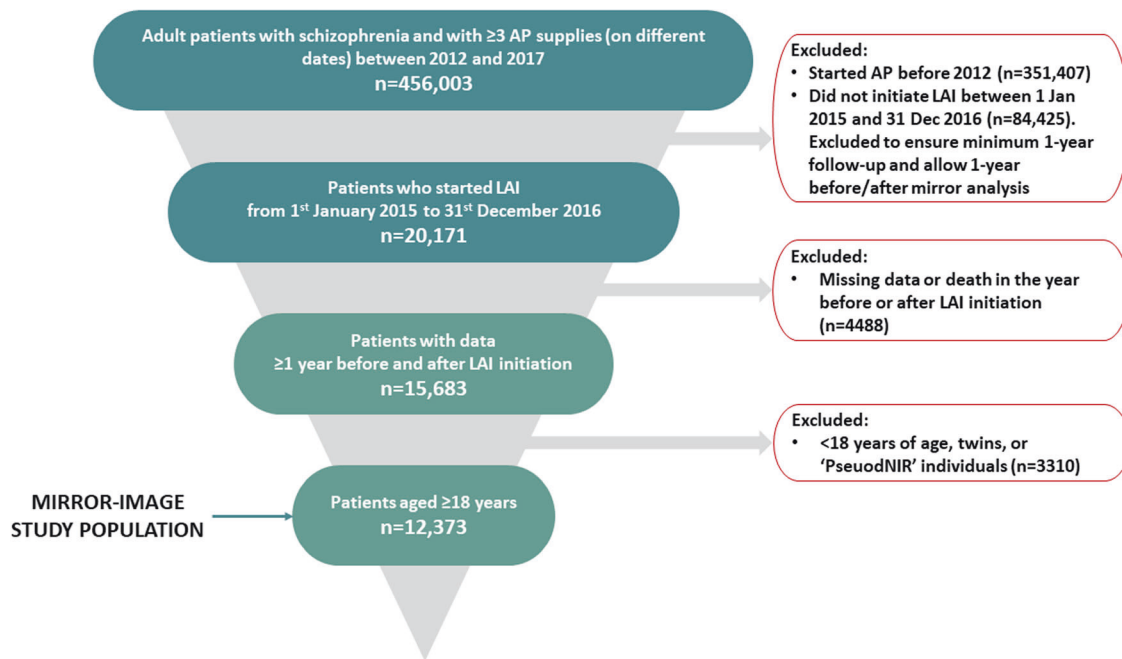 Adult patients with schizophrenia and with ≥3 AP supplies (on different
dates) between 2012 and 2017
n=456,003
Excluded:
• Started AP before 2012 (n=351,407)
• Did not initiate LAI between 1 Jan
2015 and 31 Dec 2016 (n=84,425).
Excluded to ensure minimum 1-year
follow-up and allow 1-year
before/after mirror analysis
Patients who started LAI
from 1st January 2015 to 31st December 2016
n=20,171
Excluded:
• Missing data or death in the year
before or after LAI initiation
(n=4488)
Patients with data
≥1 year before and after LAI initiation
n=15,683
Excluded:
• <18 years of age, twins, or
‘PseuodNIR’ individuals (n=3310)
MIRROR-IMAGE
STUDY POPULATION
Patients aged ≥18 years
n=12,373